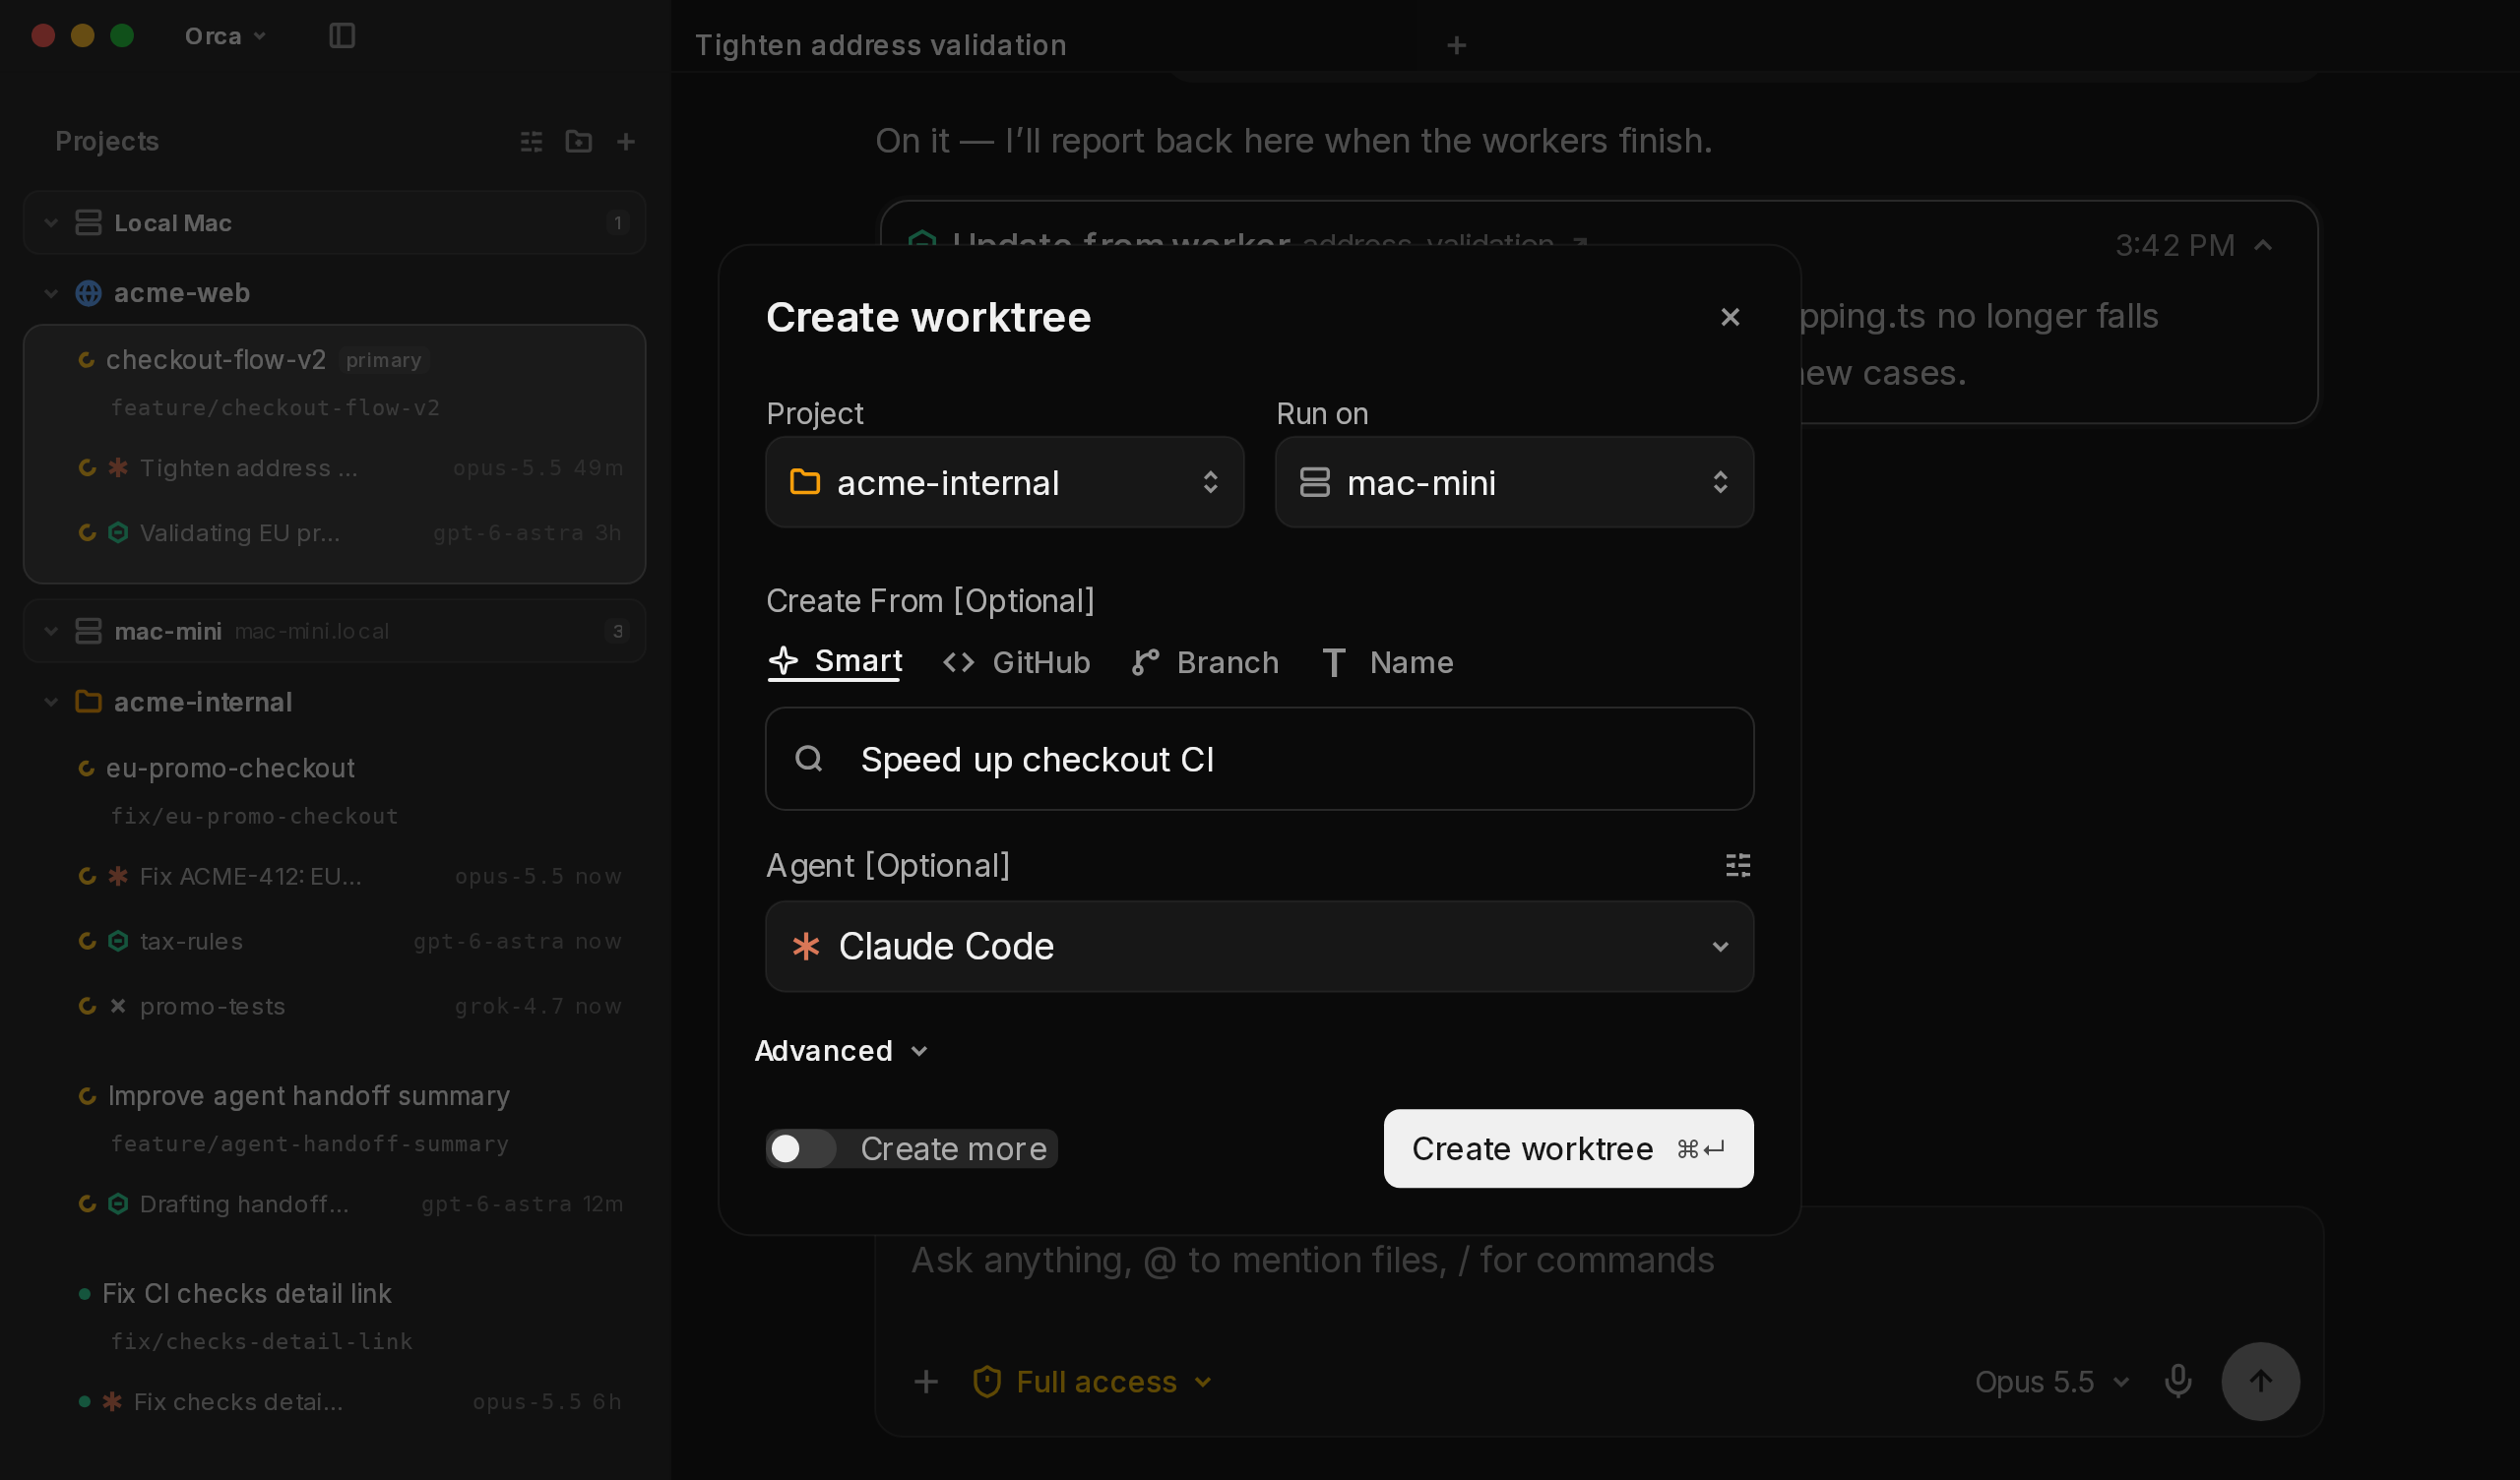 Orca
Projects
Local Mac 1
acme-web
checkout-flow-v2 primary
feature/checkout-flow-v2
Tighten address ... opus-5.5 49m
Validating EU pr... gpt-6-astra 3h
mac-mini mac-mini.local 3
acme-internal
eu-promo-checkout
fix/eu-promo-checkout
Fix ACME-412: EU... opus-5.5 now
tax-rules gpt-6-astra now
promo-tests grok-4.7 now
Improve agent handoff summary
feature/agent-handoff-summary
Drafting handoff... gpt-6-astra 12m
Fix CI checks detail link
fix/checks-detail-link
Fix checks detai... opus-5.5 6h
Tighten address validation
On it — I’ll report back here when the workers finish.
Update from worker address_validation 3:42 PM
pping.ts no longer falls
new cases.
Create worktree
Project Run on
acme-internal mac-mini
Create From [Optional]
Smart GitHub Branch Name
Speed up checkout CI
Agent [Optional]
Claude Code
Advanced
Create more Create worktree ⌘↵
Ask anything, @ to mention files, / for commands
Full access Opus 5.5